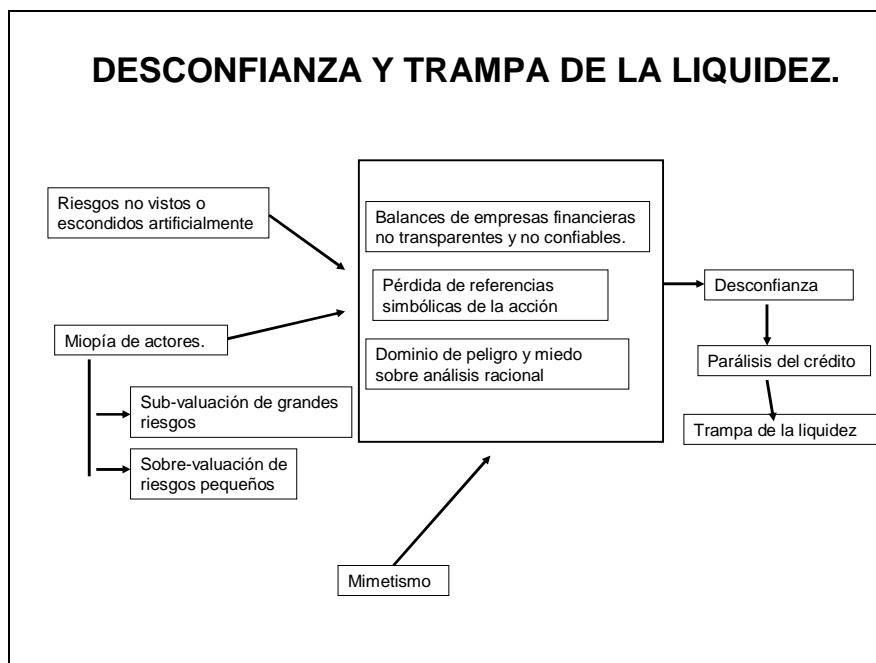 DESCONFIANZA Y TRAMPA DE LA LIQUIDEZ.
Riesgos no vistos o
escondidos artificialmente
Miopía de actores.
Sub-valuación de grandes
riesgos
Sobre-valuación de
riesgos pequeños
Balances de empresas financieras
no transparentes y no confiables.
Pérdida de referencias
simbólicas de la acción
Dominio de peligro y miedo
sobre análisis racional
Mimetismo
Desconfianza
Parálisis del crédito
Trampa de la liquidez